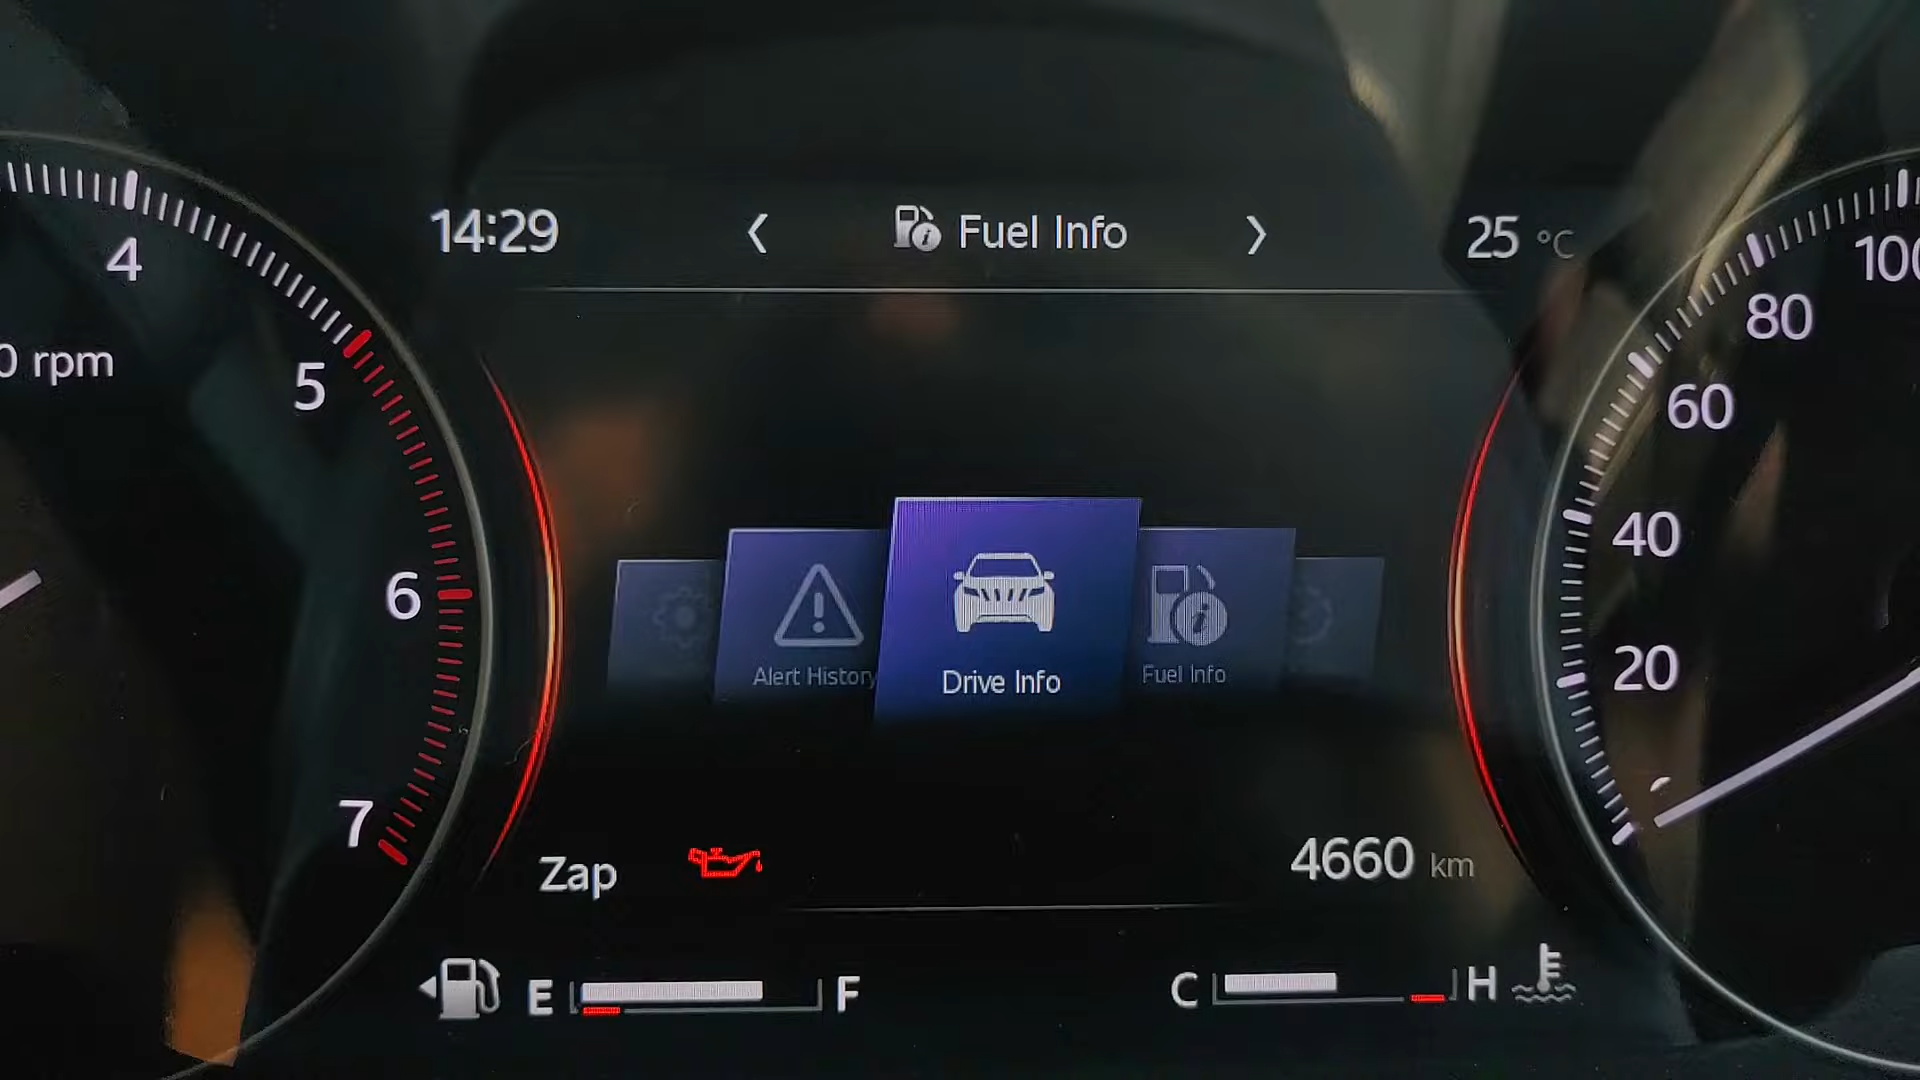 14:29
Fuel Info
25 °C
4
5
6
7
rpm
100
80
60
40
20
Alert History
Drive Info
Fuel Info
Zap
4660 km
E
F
C
H